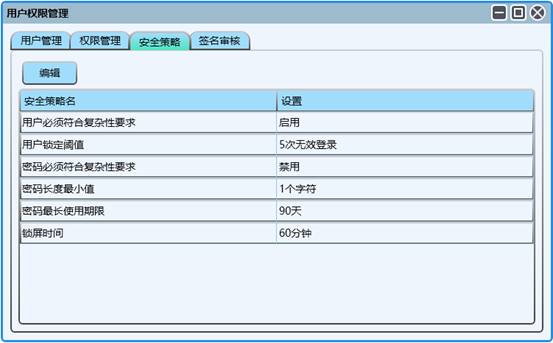 用户权限管理
用户管理 权限管理 安全策略 签名审核
编辑
安全策略名 设置
用户必须符合复杂性要求 启用
用户锁定阈值 5次无效登录
密码必须符合复杂性要求 禁用
密码长度最小值 1个字符
密码最长使用期限 90天
锁屏时间 60分钟